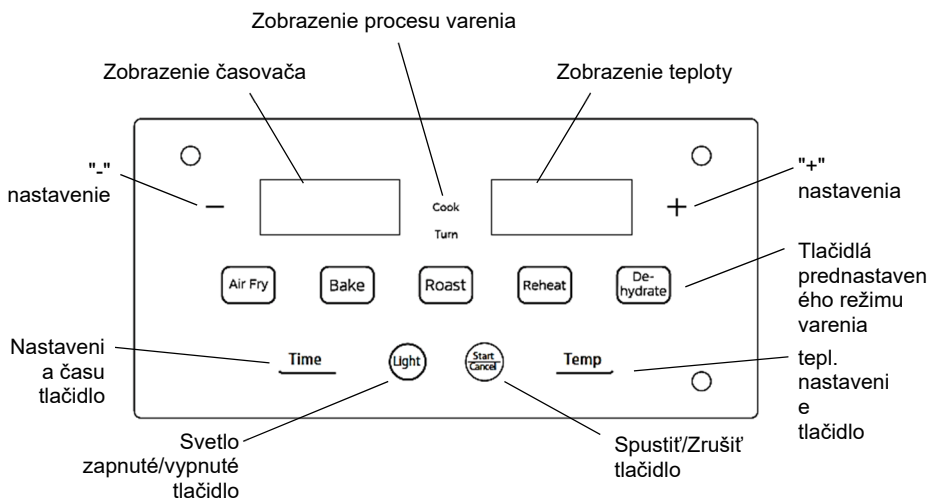 Zobrazenie procesu varenia
Zobrazenie časovača
Zobrazenie teploty
"-"
nastavenie
"+"
nastavenia
Cook
Turn
Air Fry
Bake
Roast
Reheat
De-
hydrate
Tlačidlá
prednastaven
ého režimu
varenia
Nastaveni
a času
tlačidlo
Time
Light
Start
Cancel
Temp
tepl.
nastaveni
e
tlačidlo
Svetlo
zapnuté/vypnuté
tlačidlo
Spustiť/Zrušiť
tlačidlo